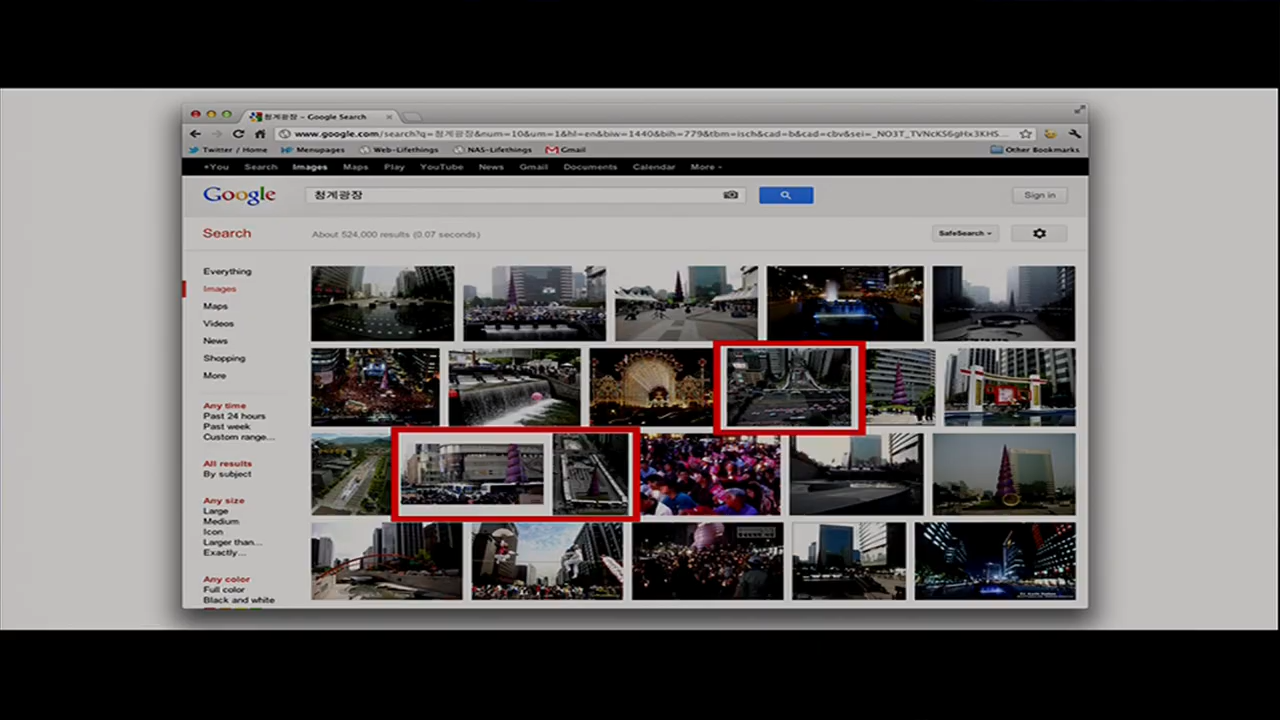 청계광장 – Google Search
www.google.com/search?q=청계광장&num=10&um=1&hl=en&biw=1440&bih=779&tbm=isch&cad=b&cad=cbv&sei=_NO3T_TVNcKS6gHx3KHS...
Twitter / Home Menupages Web-Lifethings NAS-Lifethings Gmail Other Bookmarks
+You Search Images Maps Play YouTube News Gmail Documents Calendar More
Google 청계광장 Sign in
Search About 524,000 results (0.07 seconds) SafeSearch
Everything
Images
Maps
Videos
News
Shopping
More
Any time
Past 24 hours
Past week
Custom range...
All results
By subject
Any size
Large
Medium
Icon
Larger than...
Exactly...
Any color
Full color
Black and white